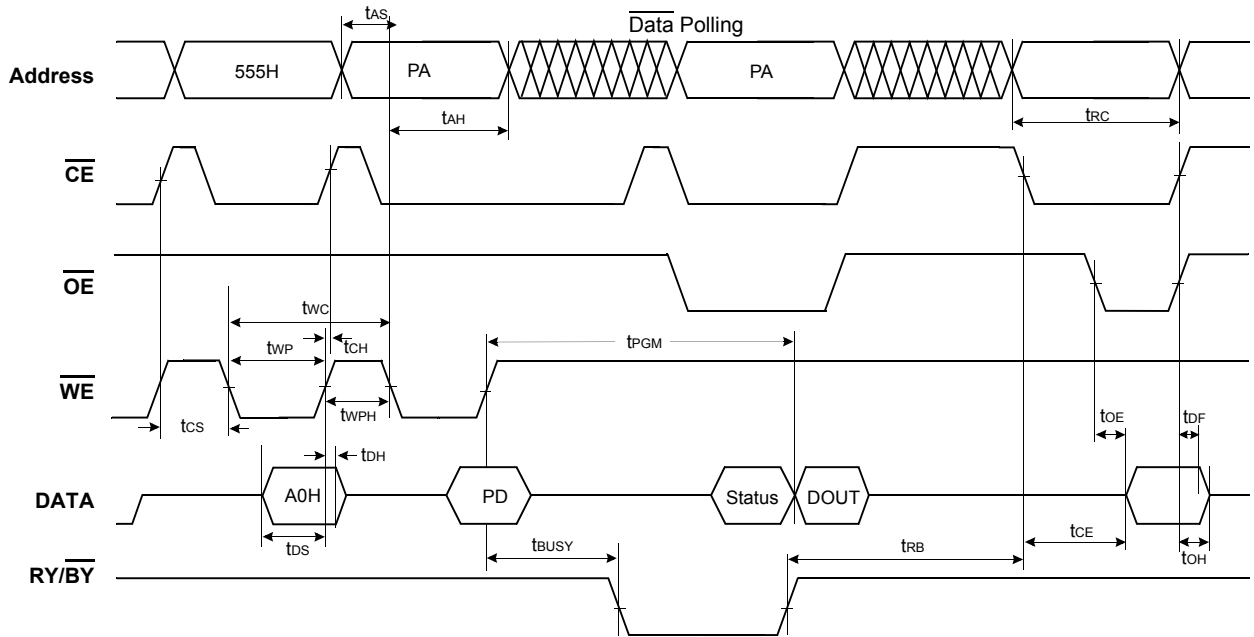 tAS
Data Polling
Address
555H
PA
PA
tAH
tRC
CE
OE
tWC
tWP
tCH
tPGM
WE
tCS
tWPH
tOE
tDF
tDH
DATA
A0H
PD
Status
DOUT
tDS
tBUSY
tRB
tCE
tOH
RY/BY